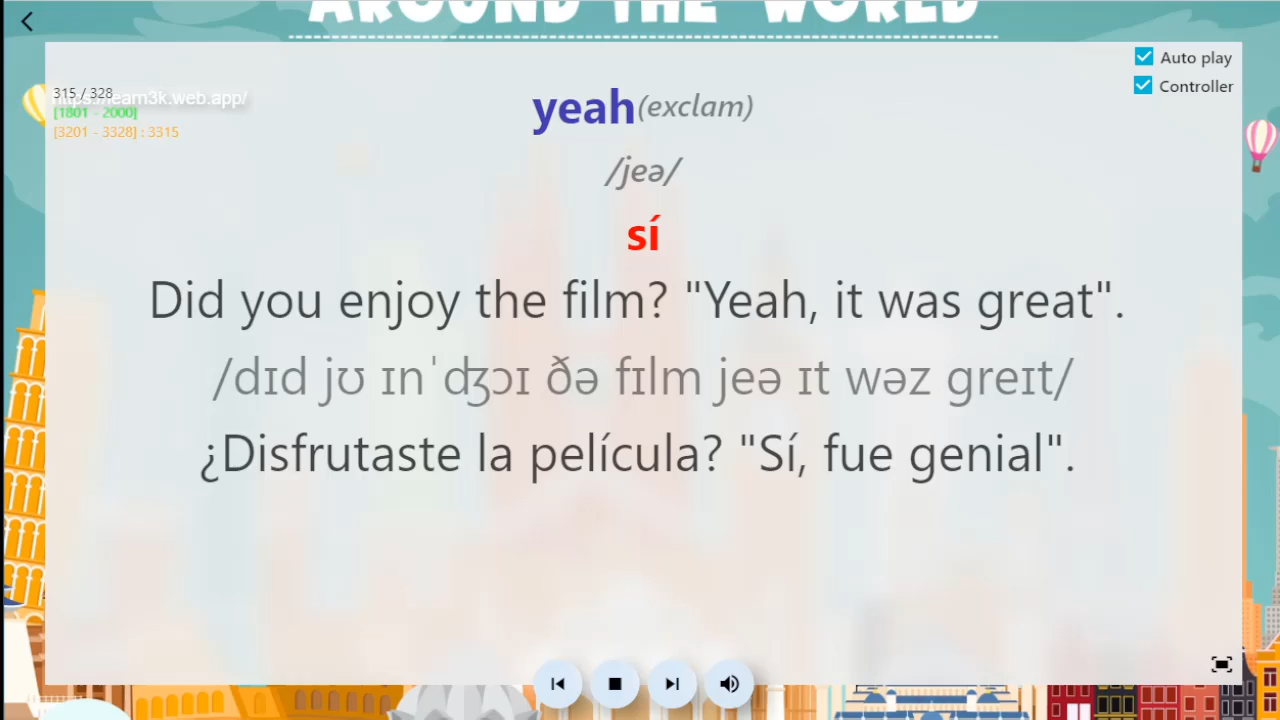 AROUND THE WORLD
Auto play
Controller
315 / 328
https://learn3k.web.app/
[1801 - 2000]
[3201 - 3328] : 3315
yeah(exclam)
/jeə/
sí
Did you enjoy the film? "Yeah, it was great".
/dɪd jʊ ɪnˈʤɔɪ ðə fɪlm jeə ɪt wəz greɪt/
¿Disfrutaste la película? "Sí, fue genial".